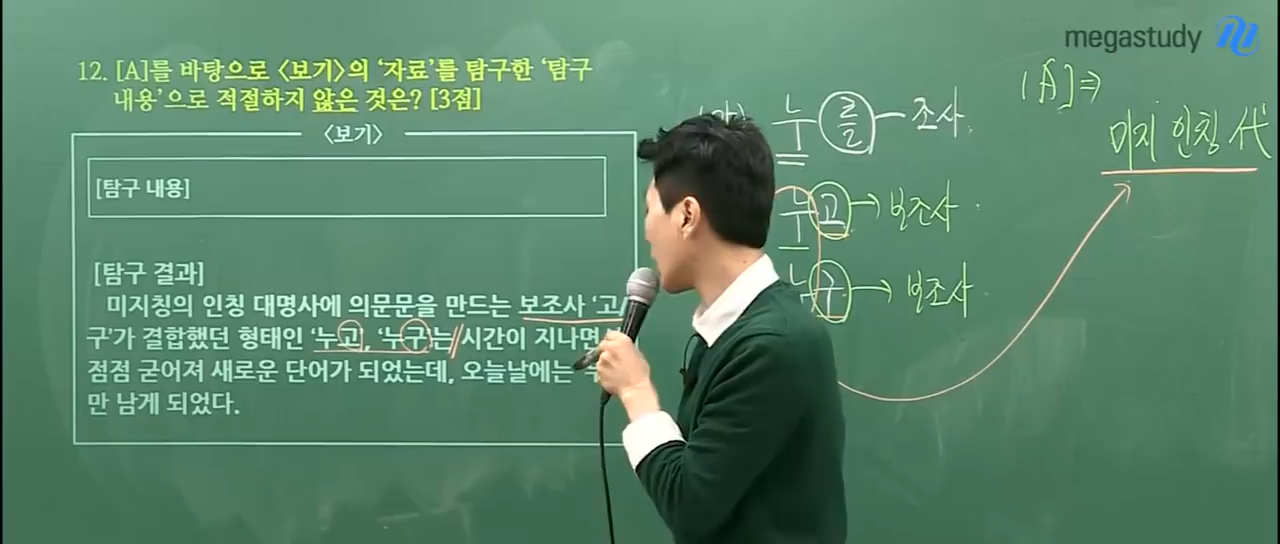 megastudy
12. [A]를 바탕으로 <보기>의 '자료'를 탐구한 '탐구
내용'으로 적절하지 않은 것은? [3점]
<보기>
[탐구 내용]
[탐구 결과]
미지칭의 인칭 대명사에 의문문을 만드는 보조사 '고/
구'가 결합했던 형태인 '누고', '누구'는 시간이 지나면
점점 굳어져 새로운 단어가 되었는데, 오늘날에는
만 남게 되었다.
누를 조사
누고 → 보조사
누구 → 보조사
[A] ⇒
미지 인칭 代